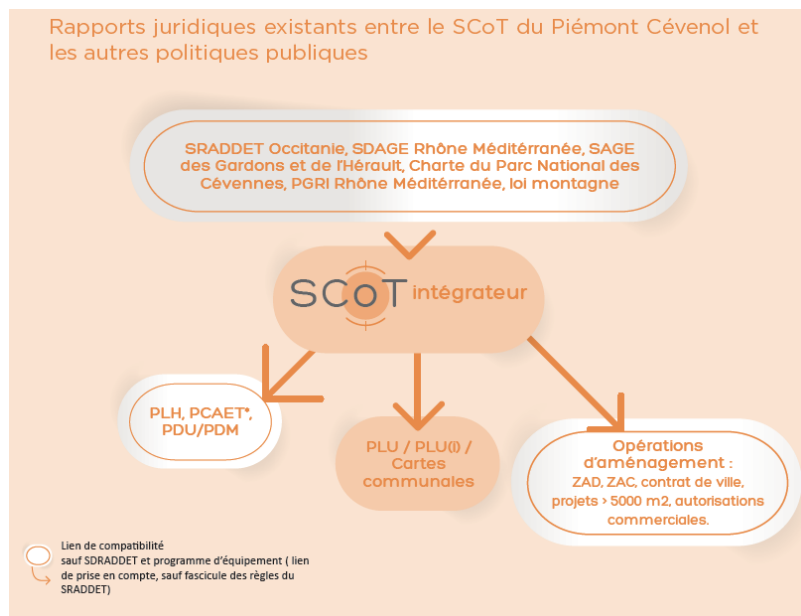 Rapports juridiques existants entre le SCoT du Piémont Cévenol et
les autres politiques publiques
SRADDET Occitanie, SDAGE Rhône Méditérranée, SAGE
des Gardons et de l'Hérault, Charte du Parc National des
Cévennes, PGRI Rhône Méditérranée, loi montagne
SCoT intégrateur
PLH, PCAET*,
PDU/PDM
PLU / PLU(i) /
Cartes
communales
Opérations
d'aménagement :
ZAD, ZAC, contrat de ville,
projets > 5000 m2, autorisations
commerciales.
Lien de compatibilité
sauf SDRADDET et programme d'équipement ( lien
de prise en compte, sauf fascicule des règles du
SRADDET)